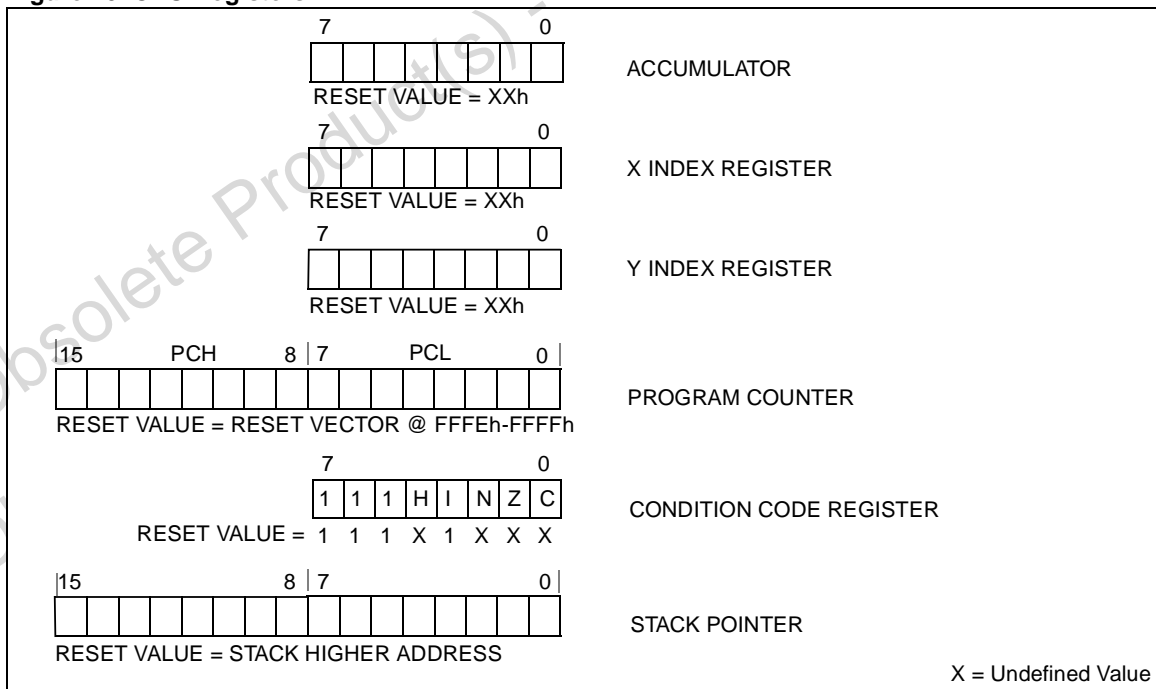 7 0
ACCUMULATOR
RESET VALUE = XXh
7 0
X INDEX REGISTER
RESET VALUE = XXh
7 0
Y INDEX REGISTER
RESET VALUE = XXh
15 PCH 8 7 PCL 0
PROGRAM COUNTER
RESET VALUE = RESET VECTOR @ FFFEh-FFFFh
7 0
1 1 1 H I N Z C
CONDITION CODE REGISTER
RESET VALUE = 1 1 1 X 1 X X X
15 8 7 0
STACK POINTER
RESET VALUE = STACK HIGHER ADDRESS
X = Undefined Value
Obsolete Product(s) -